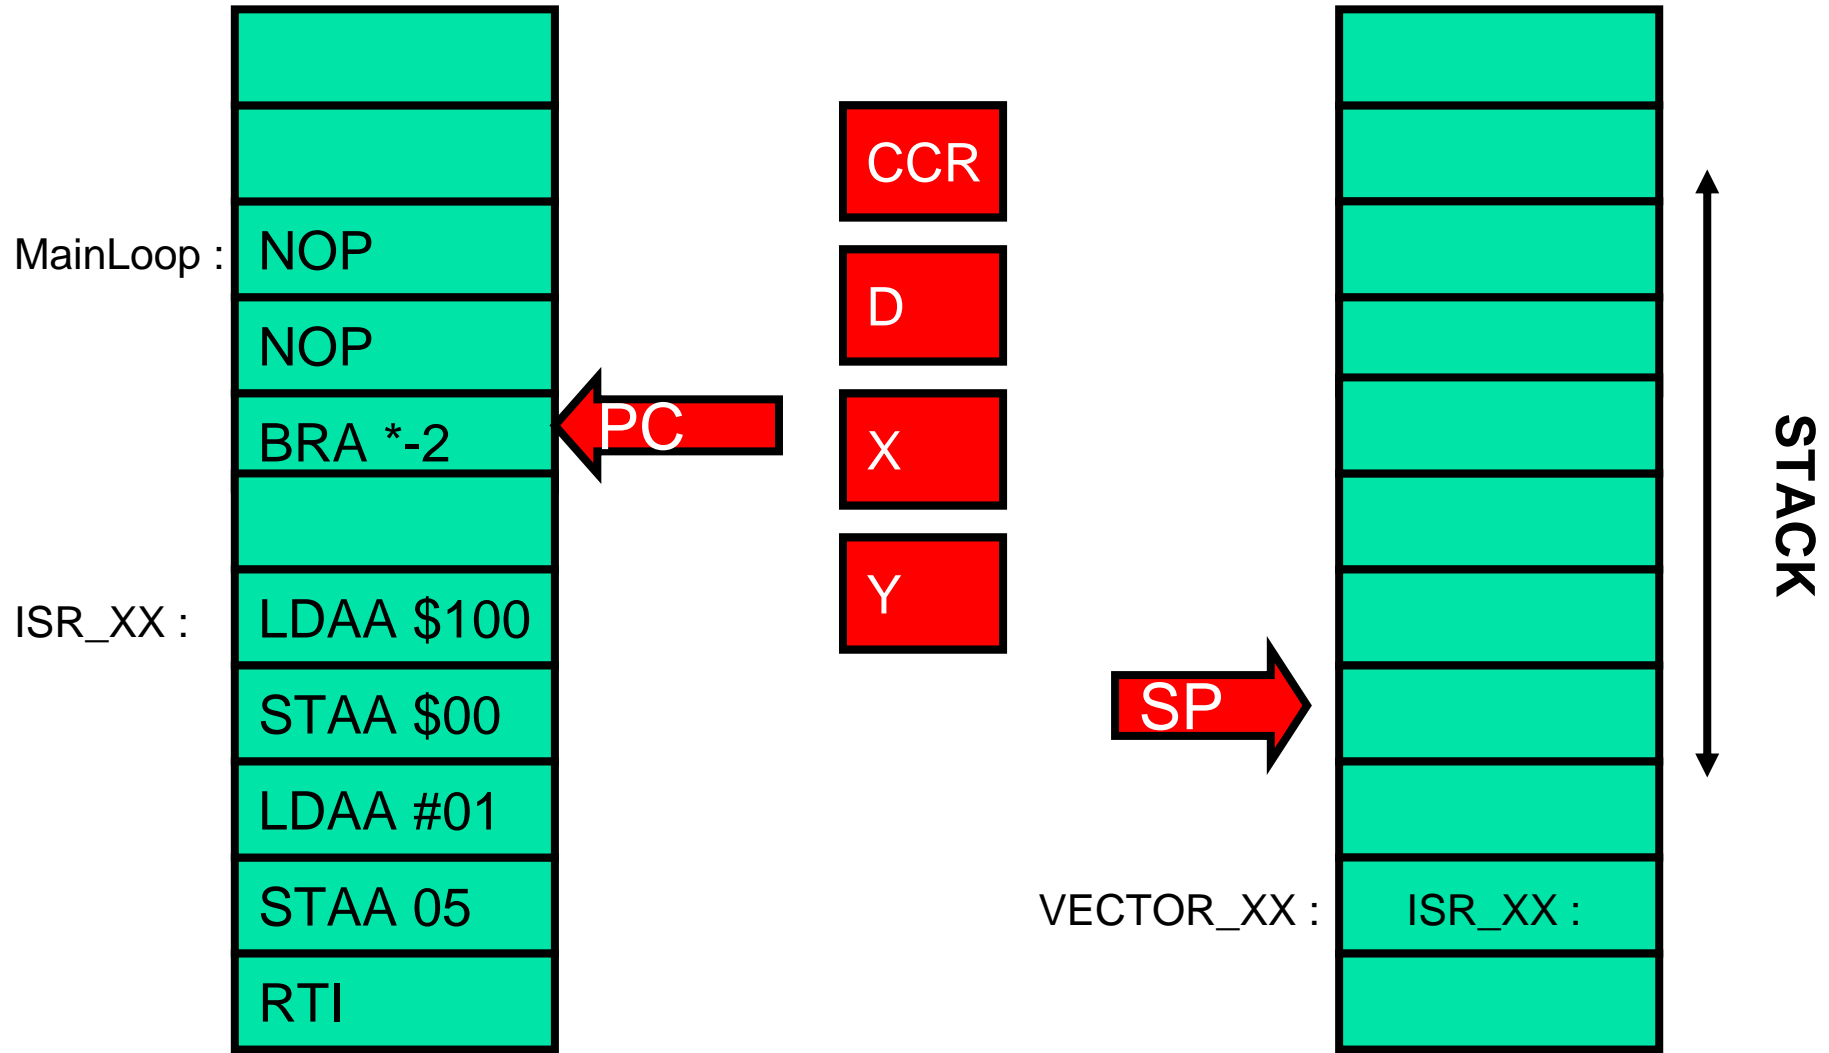 CCR
MainLoop : NOP
D
NOP
BRA *-2
PC
X
STACK
Y
ISR_XX : LDAA $100
STAA $00
SP
LDAA #01
STAA 05
VECTOR_XX : ISR_XX :
RTI